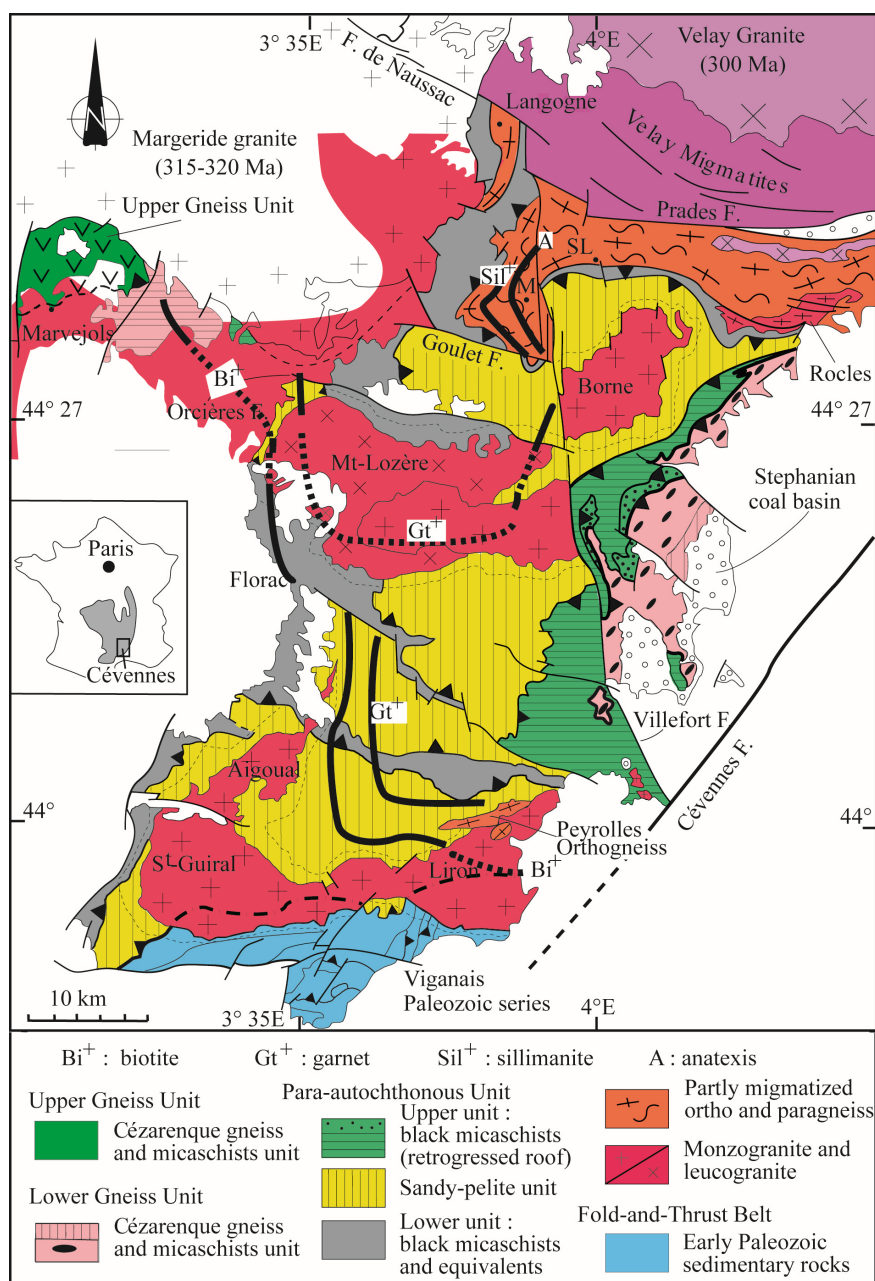 3° 35E
4°E
F. de Naussac
Velay Granite
(300 Ma)
Langogne
N
Margeride granite
(315-320 Ma)
Velay Migmatites
Upper Gneiss Unit
Prades F.
A
SL
Sil+
M
Marvejols
Goulet F.
Bi+
Borne
Rocles
Orcières F.
44° 27
44° 27
Mt-Lozère
Stephanian
coal basin
Gt+
Paris
Florac
Cévennes
Gt+
Villefort F.
Aigoual
Cévennes F.
44°
44°
Peyrolles
Orthogneiss
St-Guiral
Liron
Bi+
Viganais
Paleozoic series
10 km
3° 35E
4°E
Bi+ : biotite
Gt+ : garnet
Sil+ : sillimanite
A : anatexis
Upper Gneiss Unit
Cézarenque gneiss
and micaschists unit
Lower Gneiss Unit
Cézarenque gneiss
and micaschists unit
Para-autochthonous Unit
Upper unit :
black micaschists
(retrogressed roof)
Sandy-pelite unit
Lower unit :
black micaschists
and equivalents
Partly migmatized
ortho and paragneiss
Monzogranite and
leucogranite
Fold-and-Thrust Belt
Early Paleozoic
sedimentary rocks